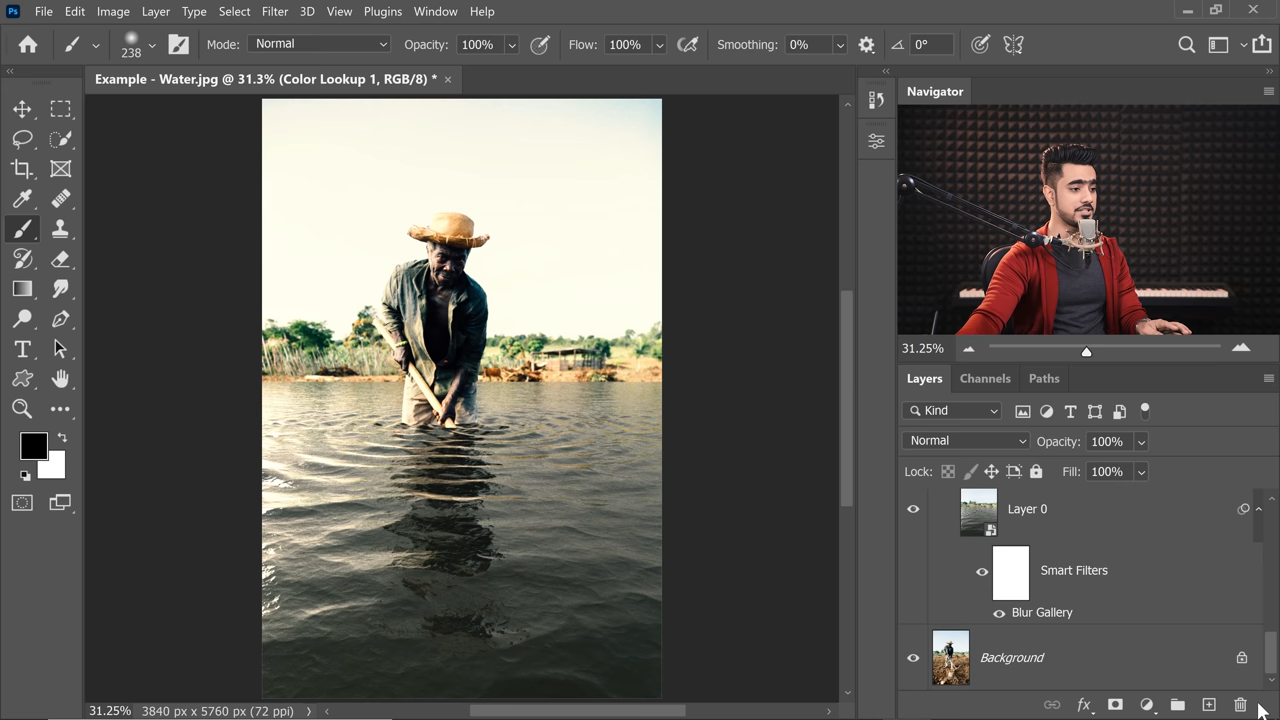 Ps File Edit Image Layer Type Select Filter 3D View Plugins Window Help
238 Mode: Normal Opacity: 100% Flow: 100% Smoothing: 0% 0°
Example - Water.jpg @ 31.3% (Color Lookup 1, RGB/8) * ×
Navigator
31.25%
Layers Channels Paths
Kind
Normal Opacity: 100%
Lock: Fill: 100%
Layer 0
Smart Filters
Blur Gallery
Background
fx
31.25% 3840 px x 5760 px (72 ppi)